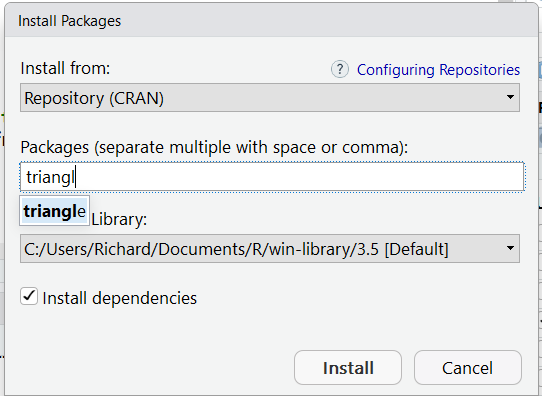 Install Packages
Install from:
? Configuring Repositories
Repository (CRAN)
Packages (separate multiple with space or comma):
triangl
triangle
Library:
C:/Users/Richard/Documents/R/win-library/3.5 [Default]
Install dependencies
Install
Cancel